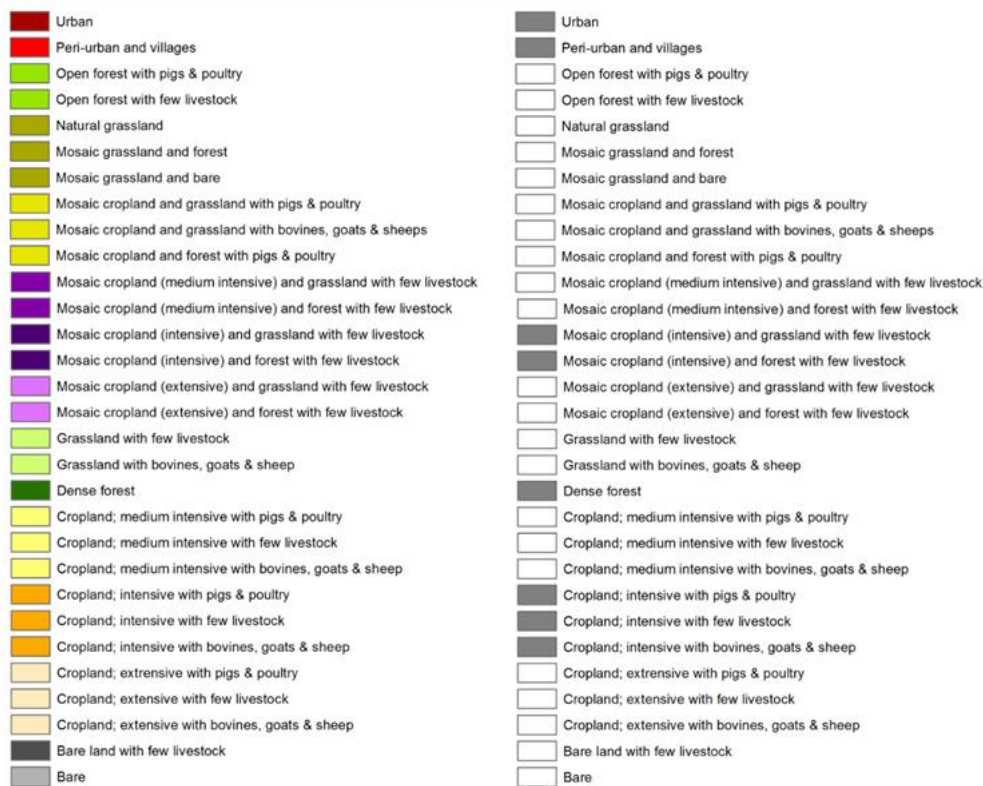 Urban
Peri-urban and villages
Open forest with pigs & poultry
Open forest with few livestock
Natural grassland
Mosaic grassland and forest
Mosaic grassland and bare
Mosaic cropland and grassland with pigs & poultry
Mosaic cropland and grassland with bovines, goats & sheeps
Mosaic cropland and forest with pigs & poultry
Mosaic cropland (medium intensive) and grassland with few livestock
Mosaic cropland (medium intensive) and forest with few livestock
Mosaic cropland (intensive) and grassland with few livestock
Mosaic cropland (intensive) and forest with few livestock
Mosaic cropland (extensive) and grassland with few livestock
Mosaic cropland (extensive) and forest with few livestock
Grassland with few livestock
Grassland with bovines, goats & sheep
Dense forest
Cropland; medium intensive with pigs & poultry
Cropland; medium intensive with few livestock
Cropland; medium intensive with bovines, goats & sheep
Cropland; intensive with pigs & poultry
Cropland; intensive with few livestock
Cropland; intensive with bovines, goats & sheep
Cropland; extrensive with pigs & poultry
Cropland; extensive with few livestock
Cropland; extensive with bovines, goats & sheep
Bare land with few livestock
Bare
Urban
Peri-urban and villages
Open forest with pigs & poultry
Open forest with few livestock
Natural grassland
Mosaic grassland and forest
Mosaic grassland and bare
Mosaic cropland and grassland with pigs & poultry
Mosaic cropland and grassland with bovines, goats & sheeps
Mosaic cropland and forest with pigs & poultry
Mosaic cropland (medium intensive) and grassland with few livestock
Mosaic cropland (medium intensive) and forest with few livestock
Mosaic cropland (intensive) and grassland with few livestock
Mosaic cropland (intensive) and forest with few livestock
Mosaic cropland (extensive) and grassland with few livestock
Mosaic cropland (extensive) and forest with few livestock
Grassland with few livestock
Grassland with bovines, goats & sheep
Dense forest
Cropland; medium intensive with pigs & poultry
Cropland; medium intensive with few livestock
Cropland; medium intensive with bovines, goats & sheep
Cropland; intensive with pigs & poultry
Cropland; intensive with few livestock
Cropland; intensive with bovines, goats & sheep
Cropland; extrensive with pigs & poultry
Cropland; extensive with few livestock
Cropland; extensive with bovines, goats & sheep
Bare land with few livestock
Bare